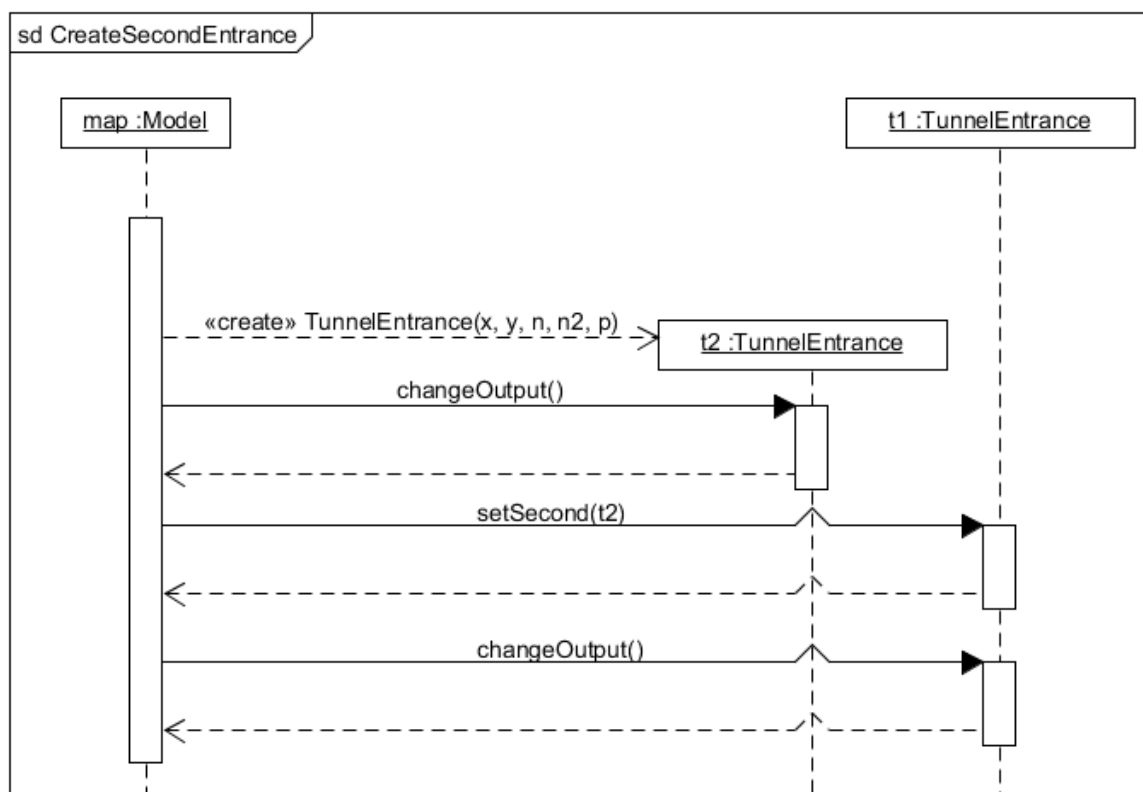 sd CreateSecondEntrance
map :Model
t1 :TunnelEntrance
«create» TunnelEntrance(x, y, n, n2, p)
t2 :TunnelEntrance
changeOutput()
setSecond(t2)
changeOutput()